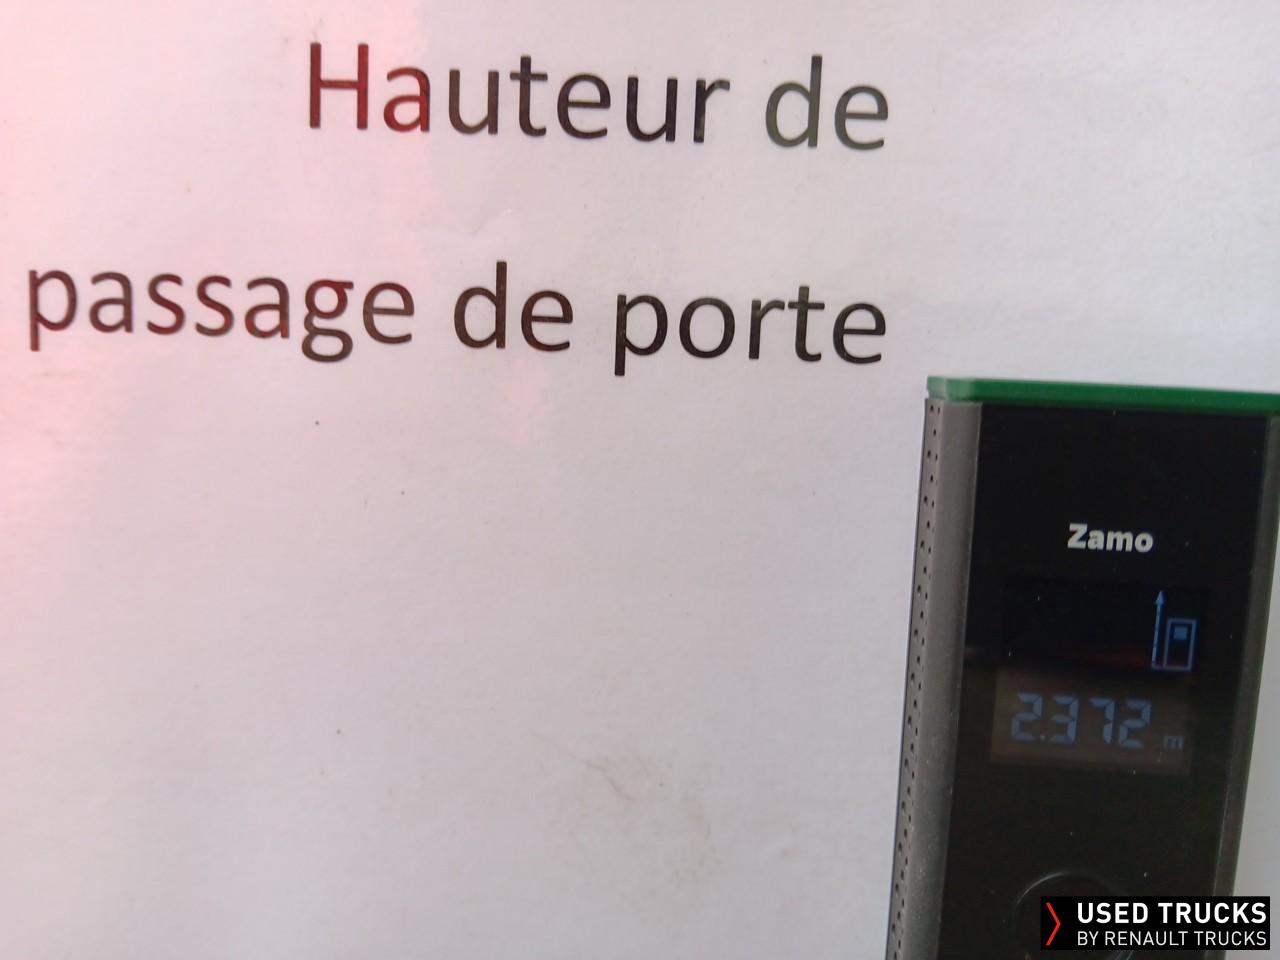 Hauteur de
passage de porte
Zamo
2.372 m
USED TRUCKS
BY RENAULT TRUCKS